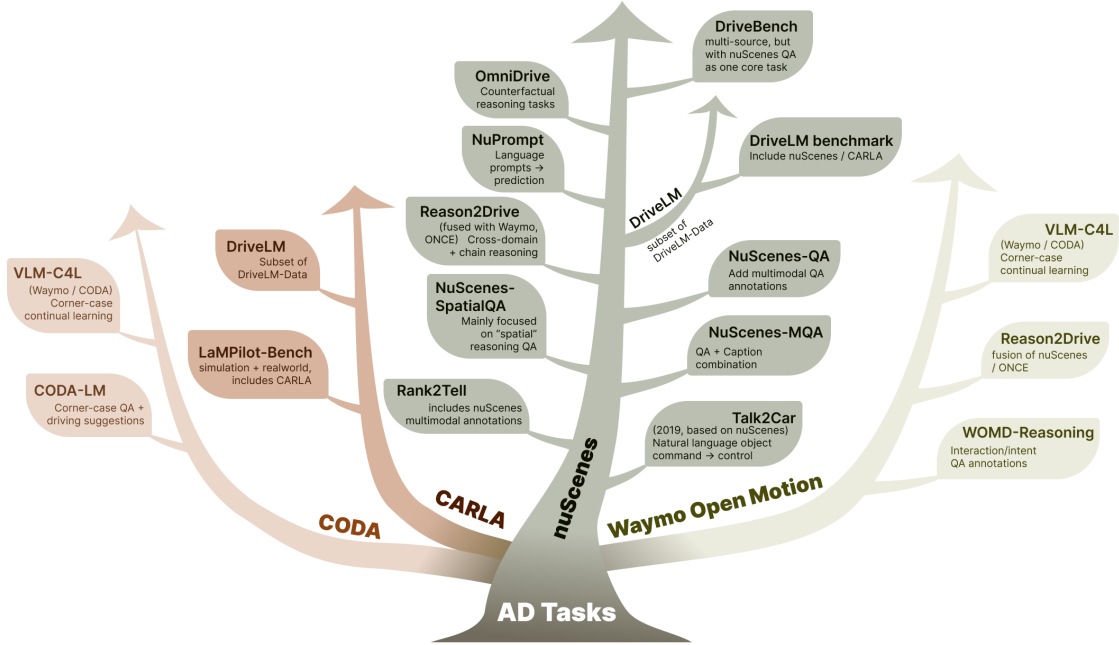 DriveBench
multi-source, but
with nuScenes QA
as one core task
OmniDrive
Counterfactual
reasoning tasks
NuPrompt
Language
prompts →
prediction
DriveLM benchmark
Include nuScenes / CARLA
DriveLM
subset of
DriveLM-Data
Reason2Drive
(fused with Waymo,
ONCE) Cross-domain
+ chain reasoning
DriveLM
Subset of
DriveLM-Data
VLM-C4L
(Waymo / CODA)
Corner-case
continual learning
VLM-C4L
(Waymo / CODA)
Corner-case
continual learning
NuScenes-QA
Add multimodal QA
annotations
NuScenes-
SpatialQA
Mainly focused
on "spatial"
reasoning QA
NuScenes-MQA
QA + Caption
combination
Reason2Drive
fusion of nuScenes
/ ONCE
LaMPilot-Bench
simulation + realworld,
includes CARLA
CODA-LM
Corner-case QA +
driving suggestions
Rank2Tell
includes nuScenes
multimodal annotations
Talk2Car
(2019, based on nuScenes)
Natural language object
command → control
WOMD-Reasoning
Interaction/intent
QA annotations
CODA
CARLA
nuScenes
Waymo Open Motion
AD Tasks